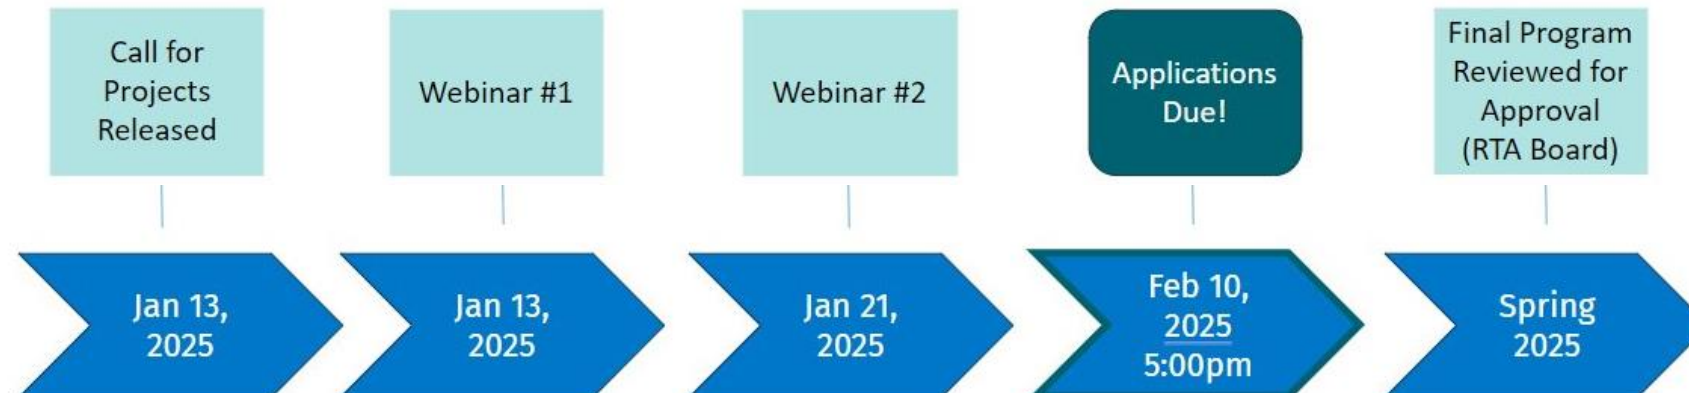 Call for
Projects
Released
Webinar #1
Webinar #2
Applications
Due!
Final Program
Reviewed for
Approval
(RTA Board)
Jan 13,
2025
Jan 13,
2025
Jan 21,
2025
Feb 10,
2025
5:00pm
Spring
2025